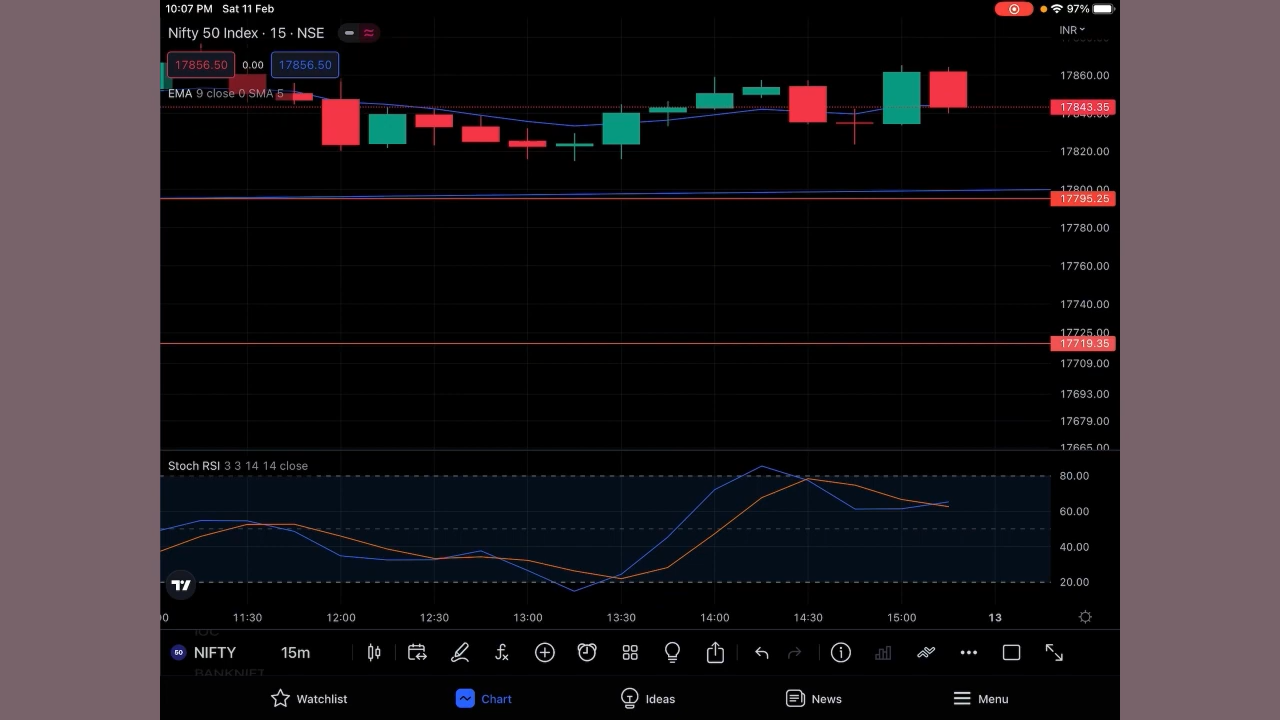 10:07 PM Sat 11 Feb
97%
Nifty 50 Index · 15 · NSE
INR
17856.50 0.00 17856.50
EMA 9 close 0 SMA 5
17860.00
17843.35
17840.00
17820.00
17800.00
17795.25
17780.00
17760.00
17740.00
17725.00
17719.35
17709.00
17693.00
17679.00
17665.00
Stoch RSI 3 3 14 14 close
80.00
60.00
40.00
20.00
11:30 12:00 12:30 13:00 13:30 14:00 14:30 15:00 13
50 NIFTY 15m
BANKNIFT
Watchlist Chart Ideas News Menu